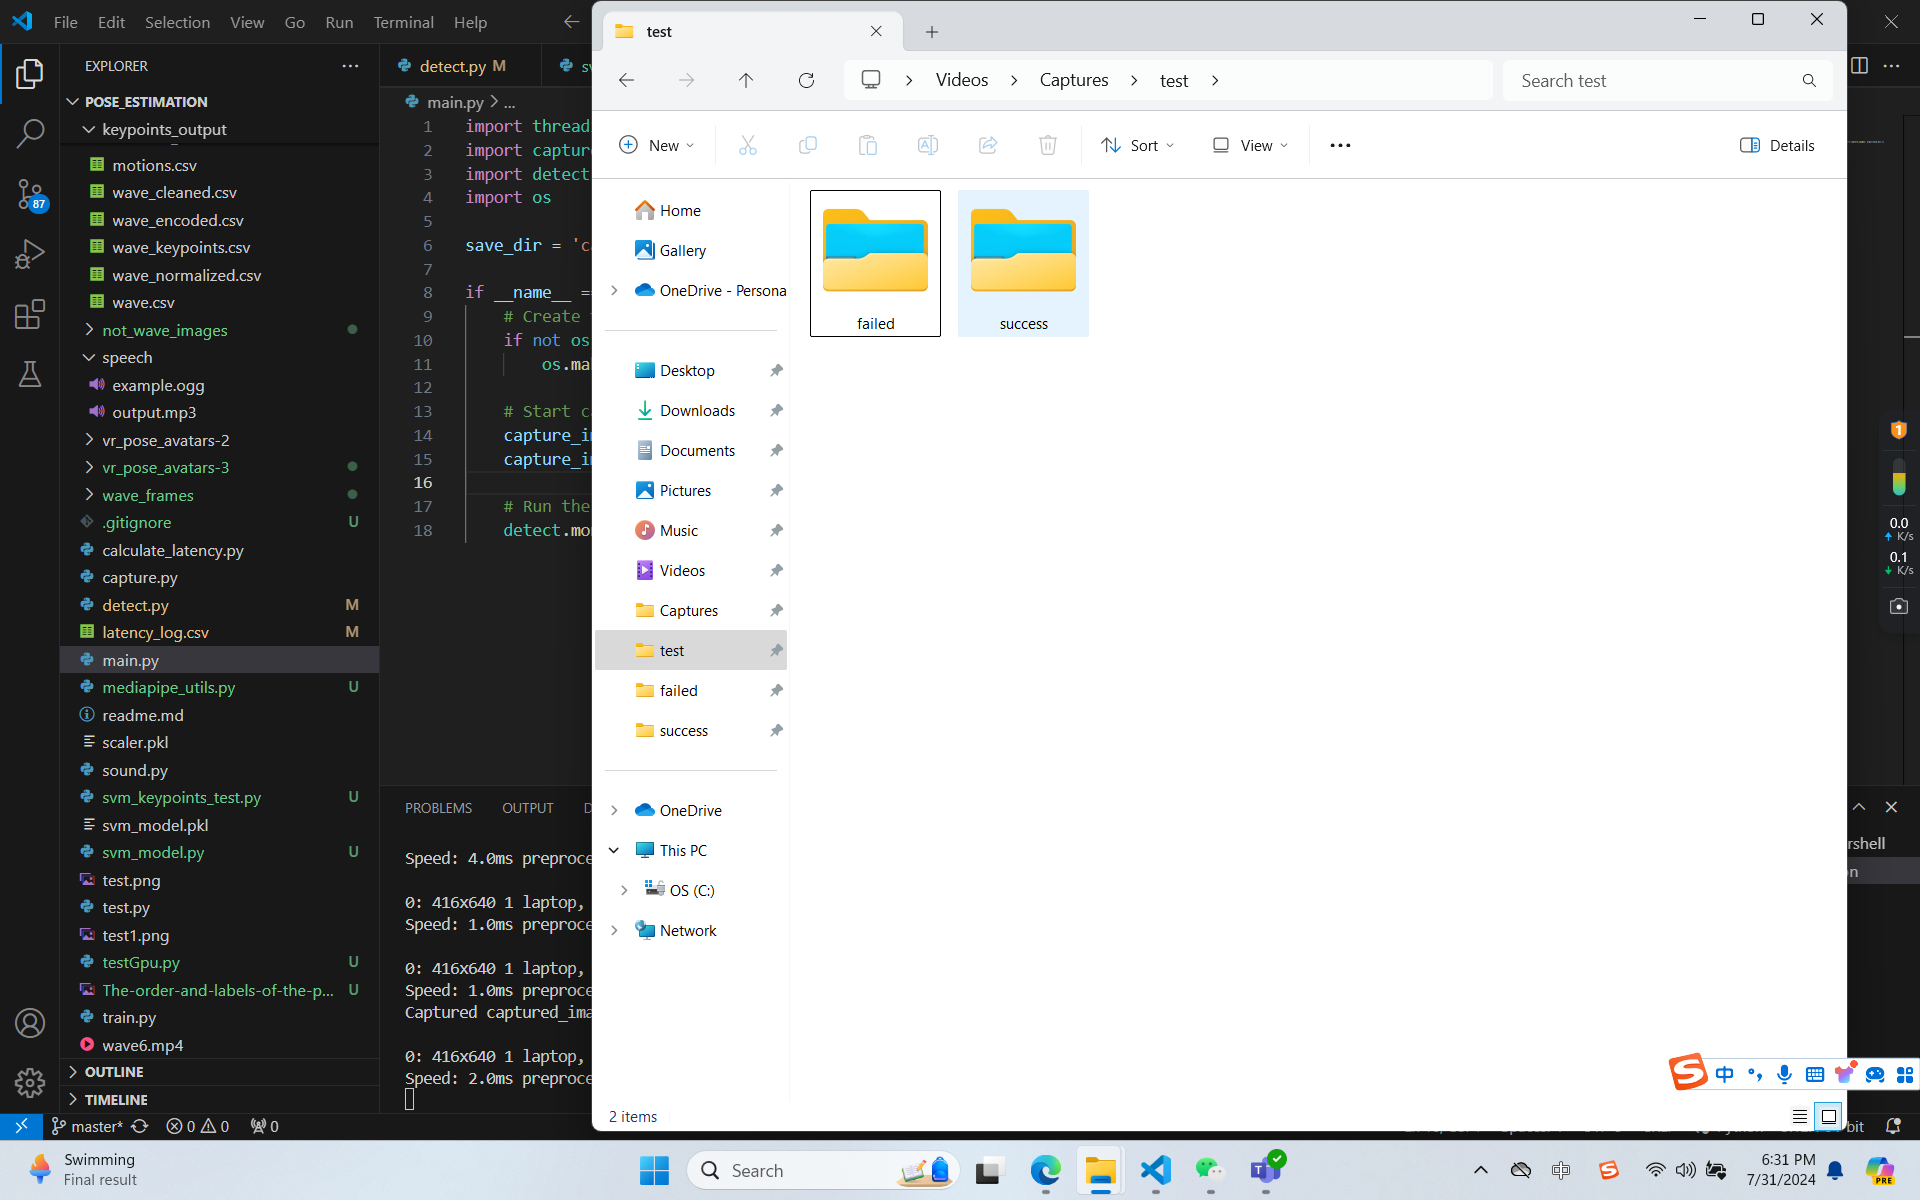 File Edit Selection View Go Run Terminal Help
EXPLORER
POSE_ESTIMATION
keypoints_output
motions.csv
wave_cleaned.csv
wave_encoded.csv
wave_keypoints.csv
wave_normalized.csv
wave.csv
not_wave_images
speech
example.ogg
output.mp3
vr_pose_avatars-2
vr_pose_avatars-3
wave_frames
.gitignore U
calculate_latency.py
capture.py
detect.py M
latency_log.csv M
main.py
mediapipe_utils.py U
readme.md
scaler.pkl
sound.py
svm_keypoints_test.py U
svm_model.pkl
svm_model.py U
test.png
test.py
test1.png
testGpu.py U
The-order-and-labels-of-the-p... U
train.py
wave6.mp4
OUTLINE
TIMELINE
87
master* 0 0 0
detect.py M
main.py > ...
1 import thread
2 import captur
3 import detect
4 import os
5
6 save_dir = 'c
7
8 if __name__ =
9 # Create
10 if not os
11 os.ma
12
13 # Start c
14 capture_i
15 capture_i
16
17 # Run the
18 detect.mo
PROBLEMS OUTPUT D
Speed: 4.0ms preproce
0: 416x640 1 laptop,
Speed: 1.0ms preproce
0: 416x640 1 laptop,
Speed: 1.0ms preproce
Captured captured_ima
0: 416x640 1 laptop,
Speed: 2.0ms preproce
test
Videos > Captures > test >
Search test
New
Sort
View
Details
Home
Gallery
OneDrive - Persona
Desktop
Downloads
Documents
Pictures
Music
Videos
Captures
test
failed
success
OneDrive
This PC
OS (C:)
Network
failed
success
2 items
rshell
on
1
0.0
K/s
0.1
K/s
中
bit
Swimming
Final result
Search
PRE
6:31 PM
7/31/2024